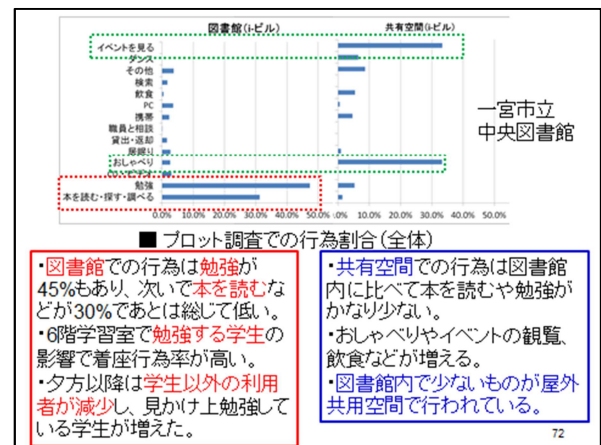 図書館(i-ビル)
共有空間(i-ビル)
イベントを見る
ダンス
その他
検索
飲食
PC
携帯
職員と相談
貸出・返却
居眠り
おしゃべり
勉強
本を読む・探す・調べる
0.0% 10.0% 20.0% 30.0% 40.0% 50.0%
0.0% 10.0% 20.0% 30.0% 40.0% 50.0%
一宮市立
中央図書館
■ プロット調査での行為割合(全体)
・図書館での行為は勉強が
45%もあり、次いで本を読むな
どが30%であとは総じて低い。
・6階学習室で勉強する学生の
影響で着座行為率が高い。
・夕方以降は学生以外の利用
者が減少し、見かけ上勉強して
いる学生が増えた。
・共有空間での行為は図書館
内に比べて本を読むや勉強が
かなり少ない。
・おしゃべりやイベントの観覧、
飲食などが増える。
・図書館内で少ないものが屋外
共用空間で行われている。
72